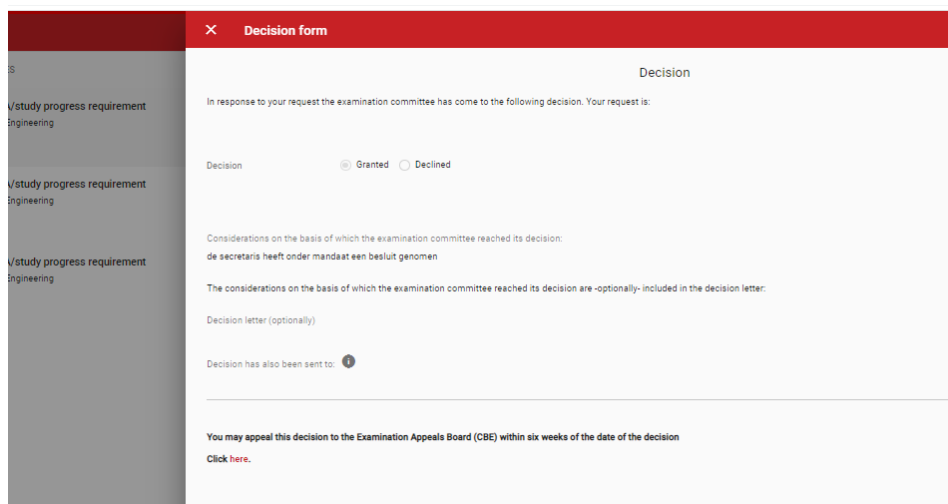 Decision form
ES
/study progress requirement
Engineering
/study progress requirement
Engineering
/study progress requirement
Engineering
Decision
In response to your request the examination committee has come to the following decision. Your request is:
Decision Granted Declined
Considerations on the basis of which the examination committee reached its decision:
de secretaris heeft onder mandaat een besluit genomen
The considerations on the basis of which the examination committee reached its decision are -optionally- included in the decision letter:
Decision letter (optionally)
Decision has also been sent to:
You may appeal this decision to the Examination Appeals Board (CBE) within six weeks of the date of the decision
Click here.